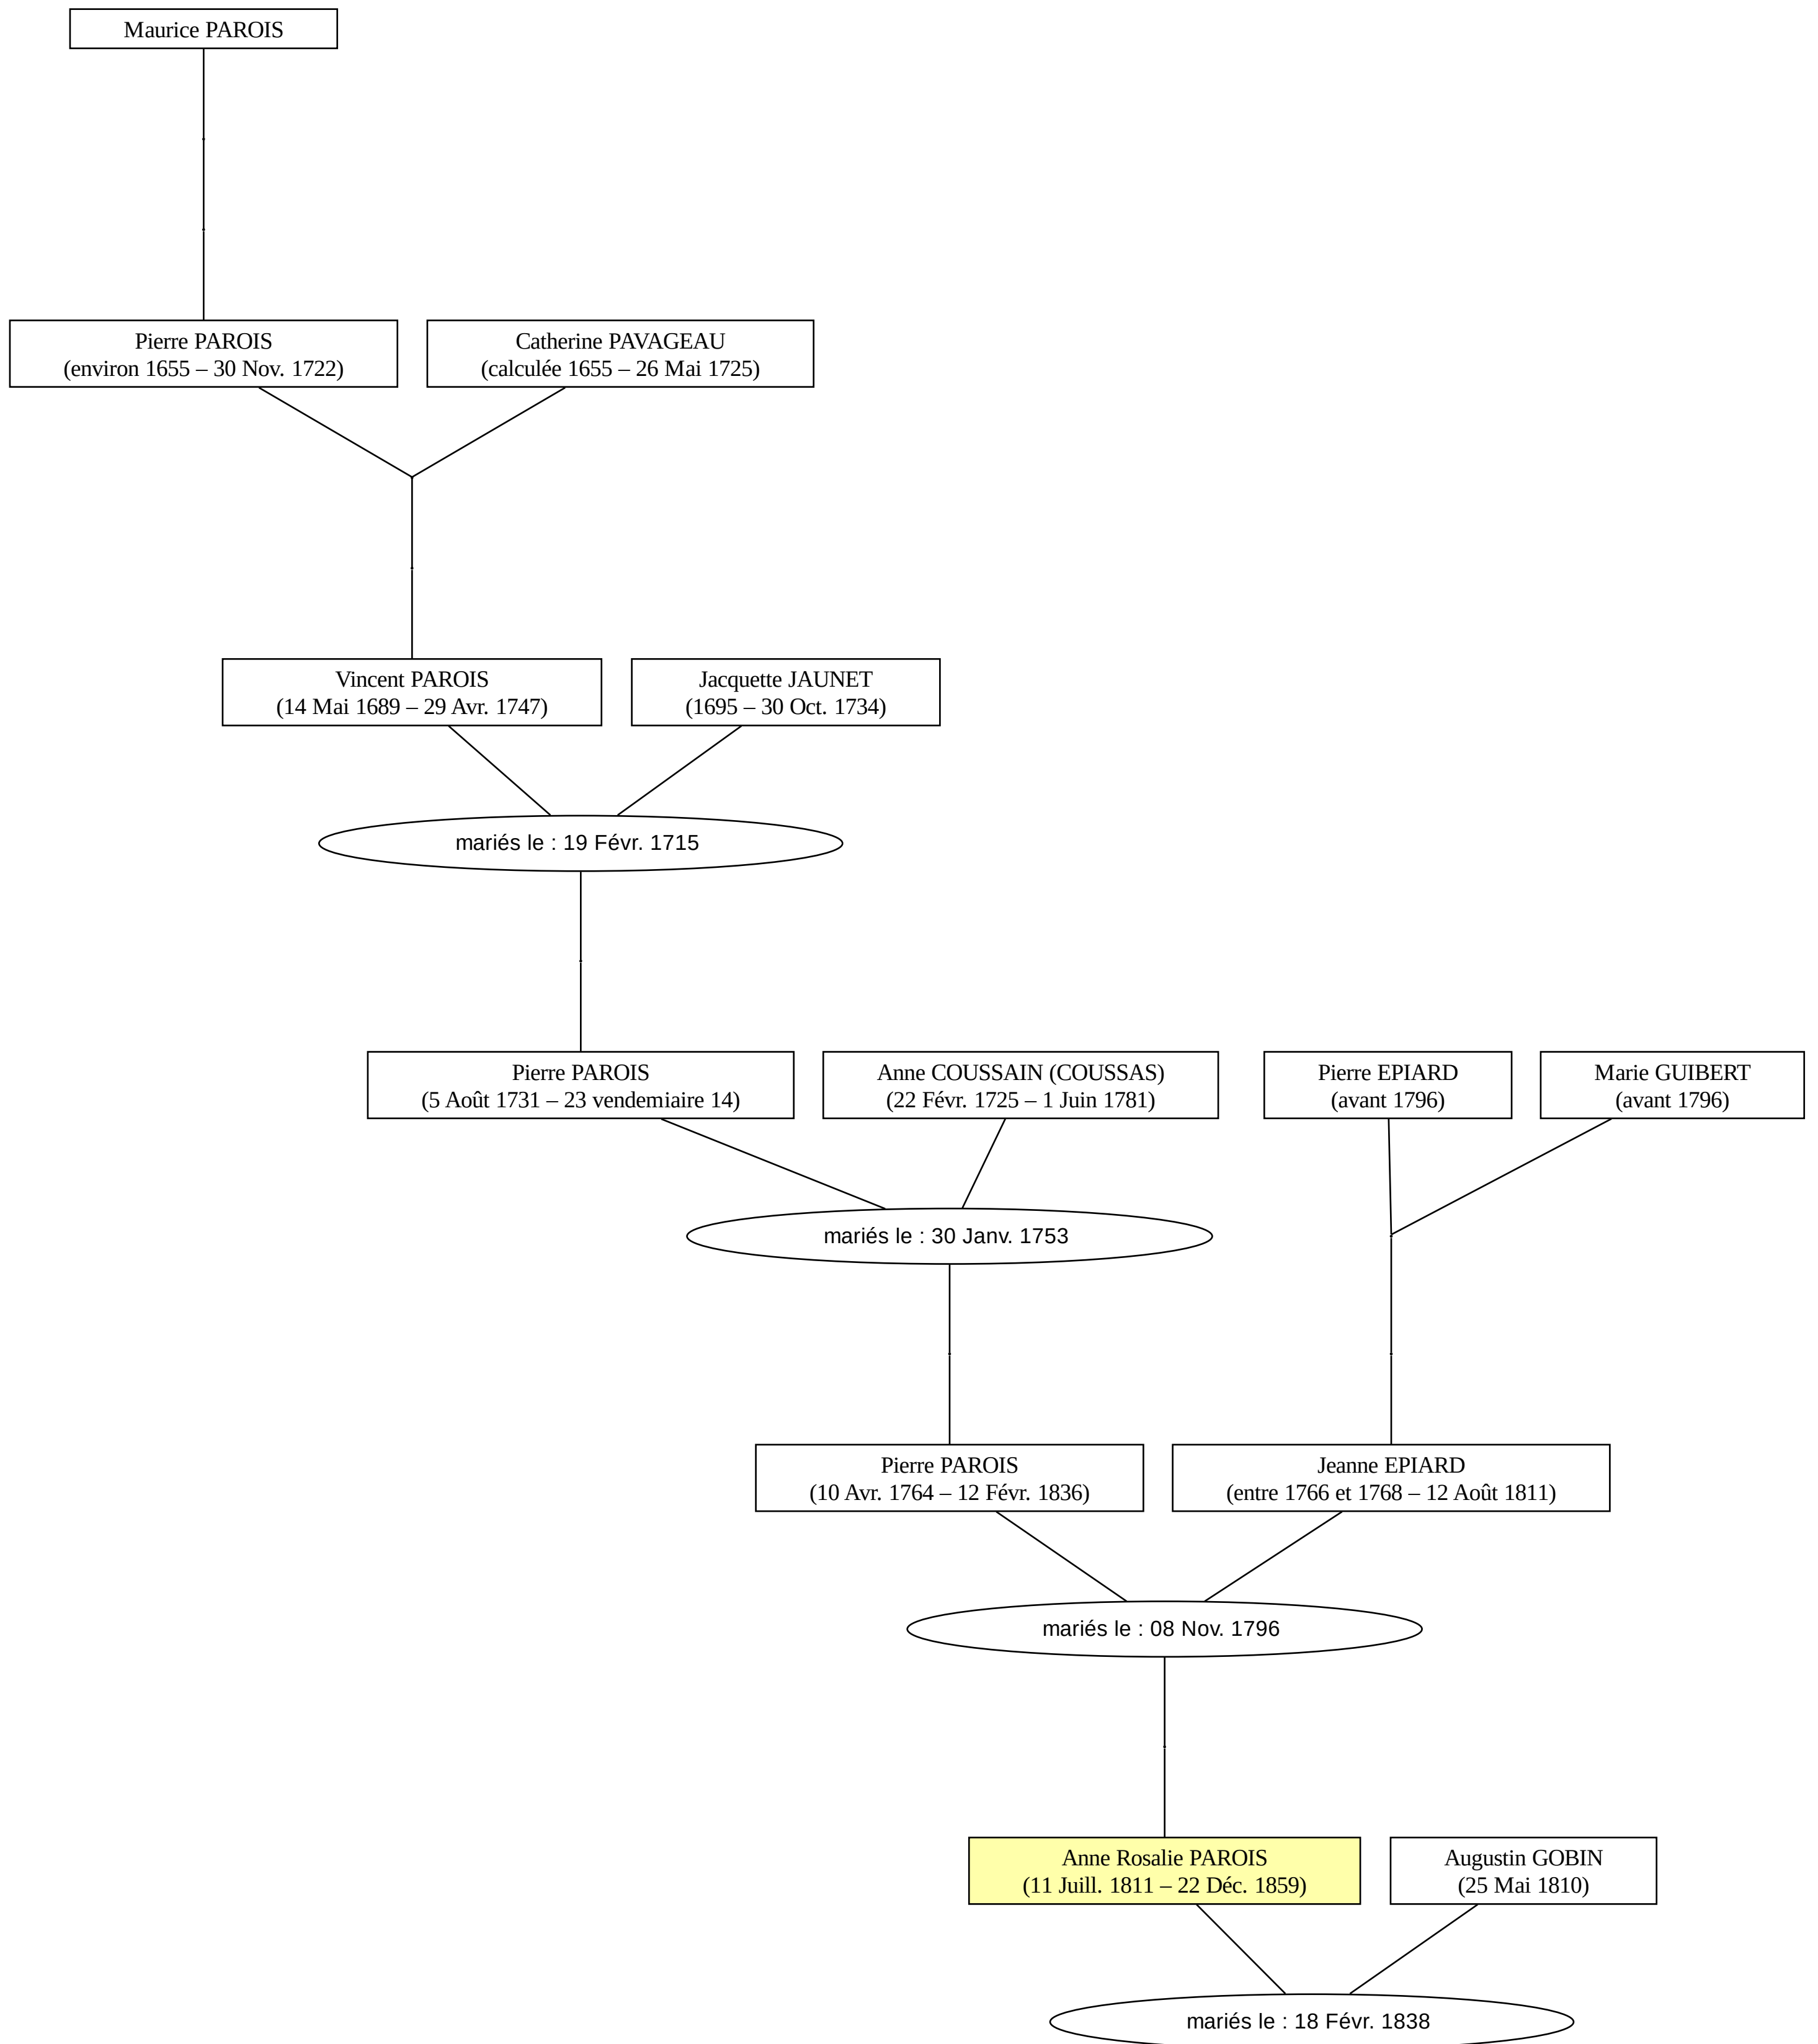 Maurice PAROIS
Pierre PAROIS
(environ 1655 – 30 Nov. 1722)
Catherine PAVAGEAU
(calculée 1655 – 26 Mai 1725)
Vincent PAROIS
(14 Mai 1689 – 29 Avr. 1747)
Jacquette JAUNET
(1695 – 30 Oct. 1734)
mariés le : 19 Févr. 1715
Pierre PAROIS
(5 Août 1731 – 23 vendemiaire 14)
Anne COUSSAIN (COUSSAS)
(22 Févr. 1725 – 1 Juin 1781)
Pierre EPIARD
(avant 1796)
Marie GUIBERT
(avant 1796)
mariés le : 30 Janv. 1753
Pierre PAROIS
(10 Avr. 1764 – 12 Févr. 1836)
Jeanne EPIARD
(entre 1766 et 1768 – 12 Août 1811)
mariés le : 08 Nov. 1796
Anne Rosalie PAROIS
(11 Juill. 1811 – 22 Déc. 1859)
Augustin GOBIN
(25 Mai 1810)
mariés le : 18 Févr. 1838